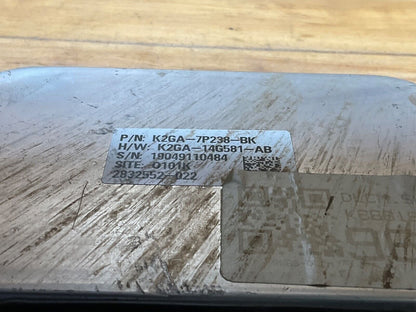 P/N: K2GA-7P238-BK
H/W: K2GA-14G581-AB
S/N: 19049110484
SITE: Q101K
2832552-022